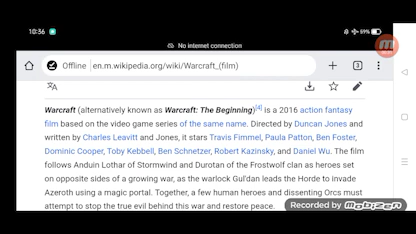 10:36
No internet connection
Offline en.m.wikipedia.org/wiki/Warcraft_(film) 3
Warcraft (alternatively known as Warcraft: The Beginning)[4] is a 2016 action fantasy
film based on the video game series of the same name. Directed by Duncan Jones and
written by Charles Leavitt and Jones, it stars Travis Fimmel, Paula Patton, Ben Foster,
Dominic Cooper, Toby Kebbell, Ben Schnetzer, Robert Kazinsky, and Daniel Wu. The
film follows Anduin Lothar of Stormwind and Durotan of the Frostwolf clan as heroes set
on opposite sides of a growing war, as the warlock Gul'dan leads the Horde to invade
Azeroth using a magic portal. Together, a few human heroes and dissenting Orcs must
attempt to stop the true evil behind this war and restore peace.
Recorded by Mobizen